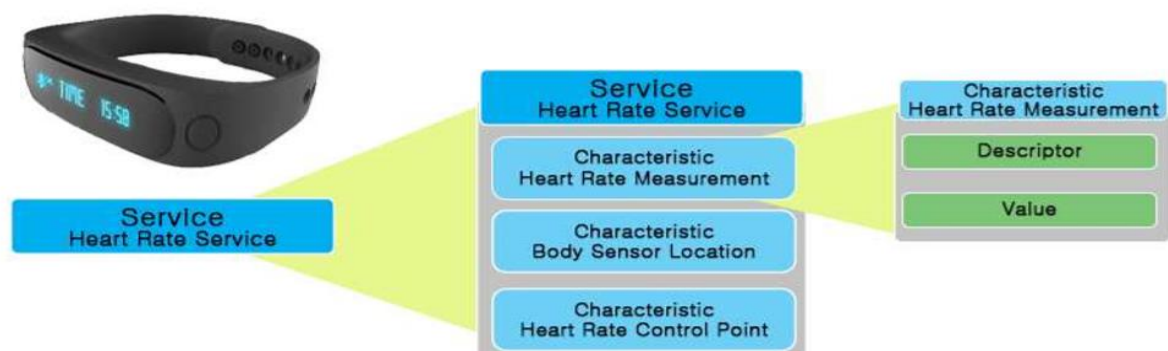 TIME 15:50
Service
Heart Rate Service
Service
Heart Rate Service
Characteristic
Heart Rate Measurement
Characteristic
Body Sensor Location
Characteristic
Heart Rate Control Point
Characteristic
Heart Rate Measurement
Descriptor
Value